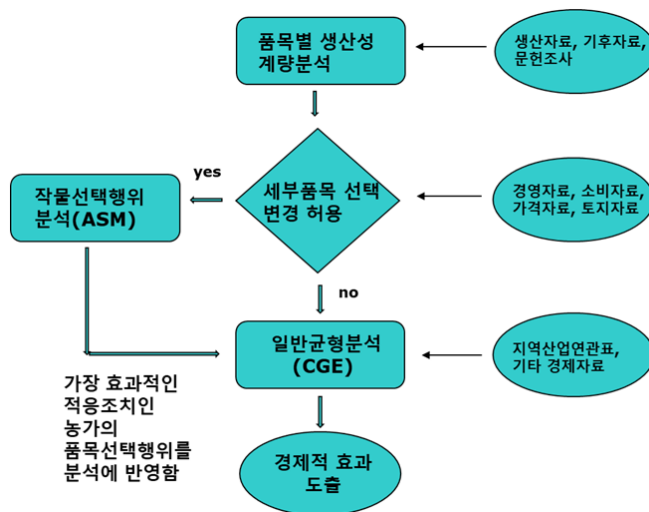 품목별 생산성
계량분석
생산자료, 기후자료,
문헌조사
yes
작물선택행위
분석(ASM)
세부품목 선택
변경 허용
경영자료, 소비자료,
가격자료, 토지자료
no
일반균형분석
(CGE)
지역산업연관표,
기타 경제자료
가장 효과적인
적응조치인
농가의
품목선택행위를
분석에 반영함
경제적 효과
도출